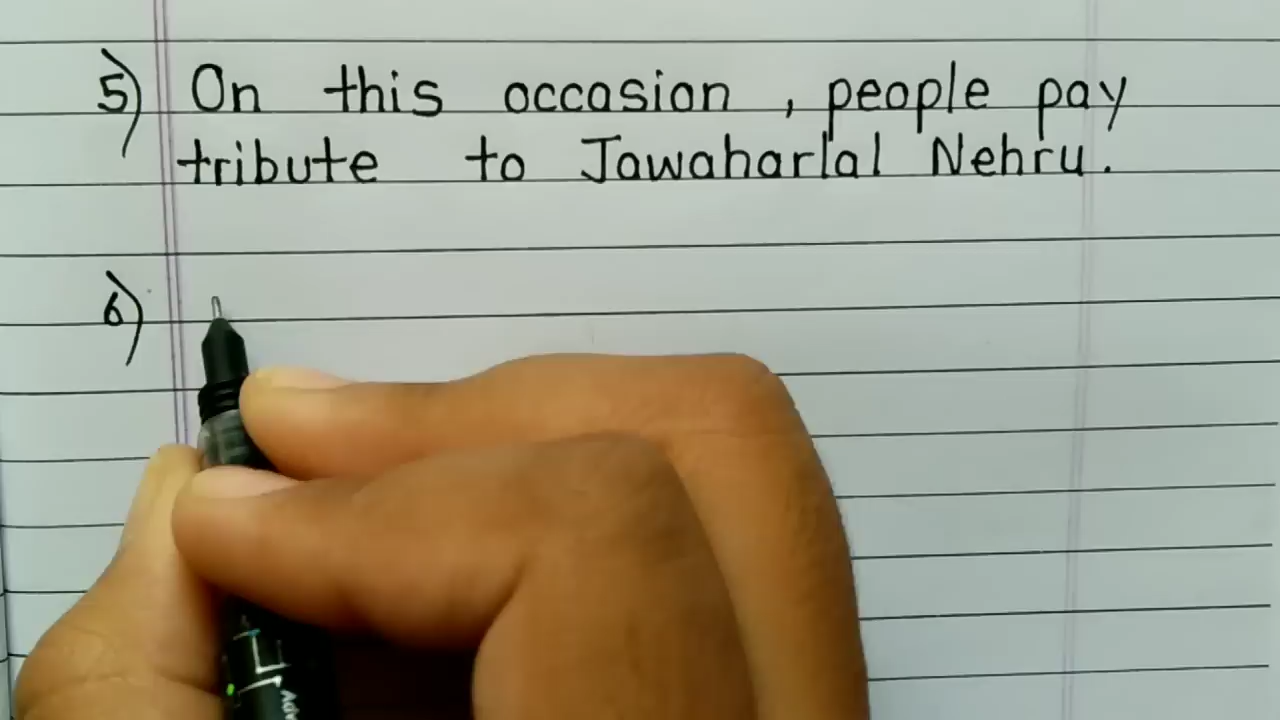 5) On this occasion , people pay
tribute to Jawaharlal Nehru.
6)